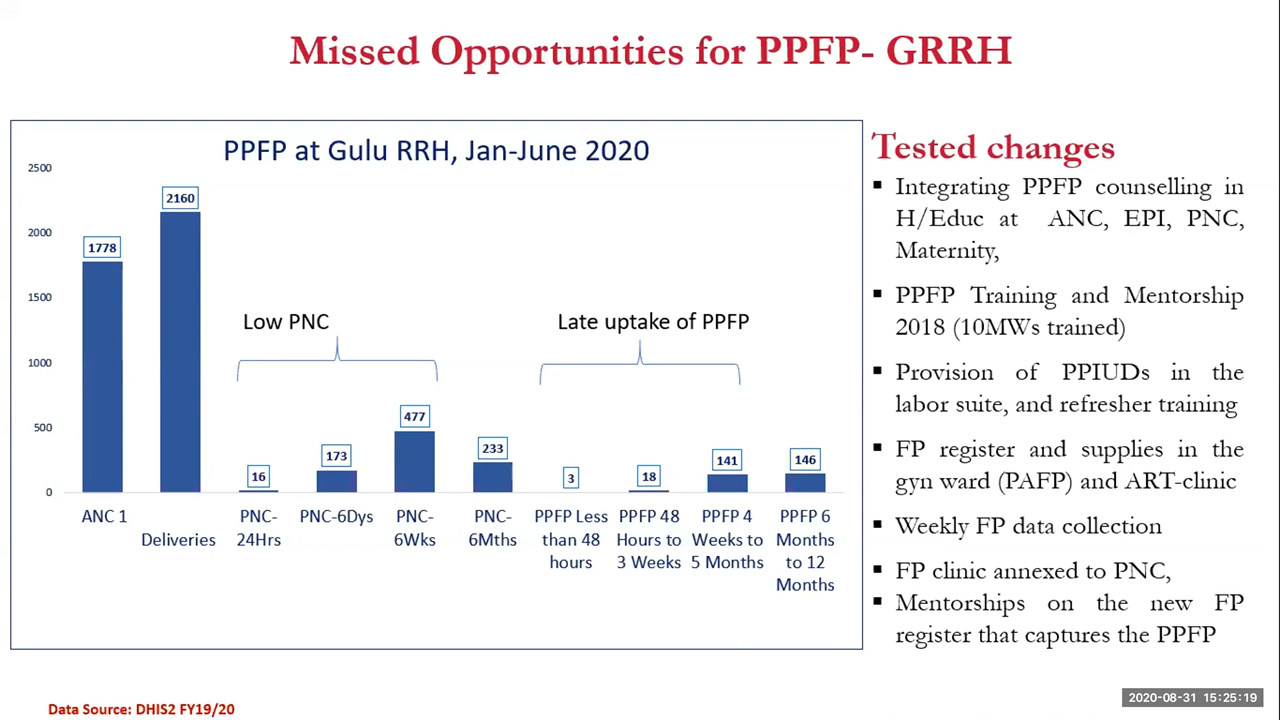 Missed Opportunities for PPFP- GRRH
PPFP at Gulu RRH, Jan-June 2020
2500
2000
1500
1000
500
0
1778
2160
16
173
477
233
3
18
141
146
Low PNC
Late uptake of PPFP
ANC 1
Deliveries
PNC-
24Hrs
PNC-6Dys
PNC-
6Wks
PNC-
6Mths
PPFP Less
than 48
hours
PPFP 48
Hours to
3 Weeks
PPFP 4
Weeks to
5 Months
PPFP 6
Months
to 12
Months
Tested changes
▪ Integrating PPFP counselling in
H/Educ at ANC, EPI, PNC,
Maternity,
▪ PPFP Training and Mentorship
2018 (10MWs trained)
▪ Provision of PPIUDs in the
labor suite, and refresher training
▪ FP register and supplies in the
gyn ward (PAFP) and ART-clinic
▪ Weekly FP data collection
▪ FP clinic annexed to PNC,
▪ Mentorships on the new FP
register that captures the PPFP
Data Source: DHIS2 FY19/20
2020-08-31 15:25:19